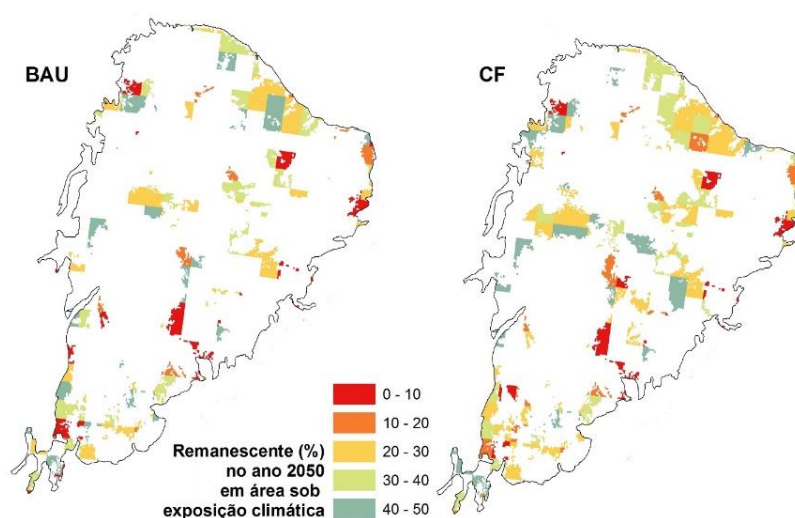 BAU
CF
0 - 10
10 - 20
20 - 30
30 - 40
40 - 50
Remanescente (%)
no ano 2050
em área sob
exposição climática